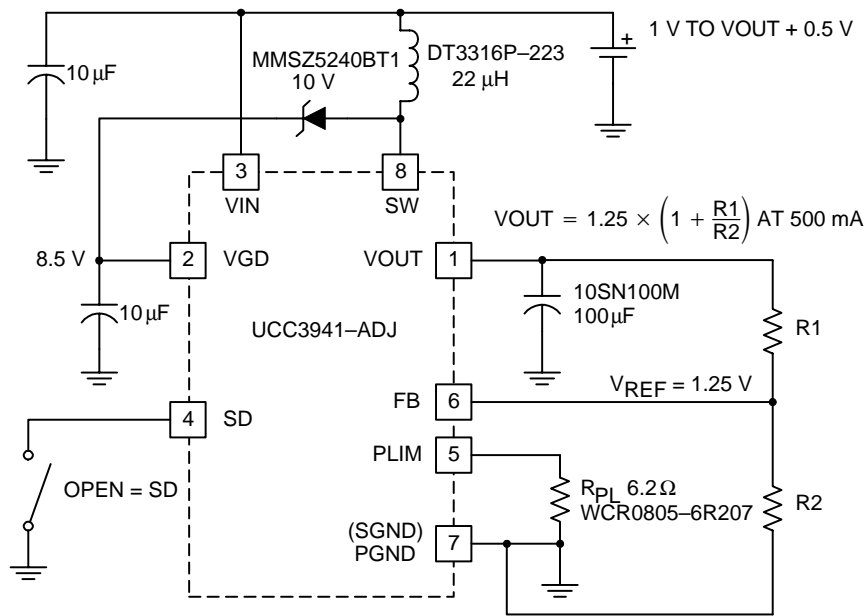 1 V TO VOUT + 0.5 V
10 μF
MMSZ5240BT1
10 V
DT3316P–223
22 μH
+
3
VIN
8
SW
VOUT = 1.25 × (1 + R1/R2) AT 500 mA
8.5 V
2
VGD
VOUT
1
10 μF
10SN100M
100μF
R1
UCC3941–ADJ
VREF = 1.25 V
4
SD
FB
6
PLIM
5
OPEN = SD
RPL 6.2 Ω
WCR0805–6R207
R2
(SGND)
PGND
7